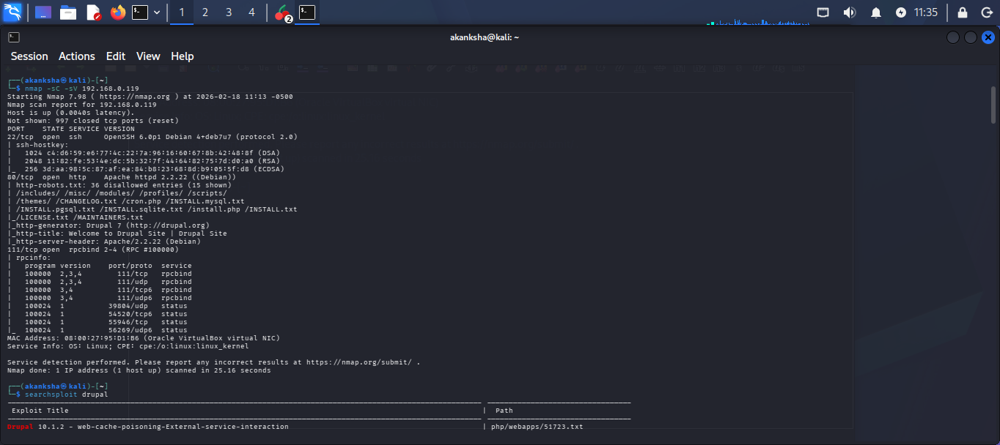 1 2 3 4 2 11:35
akanksha@kali: ~
Session Actions Edit View Help
┌──(akanksha㉿kali)-[~]
└─$ nmap -sC -sV 192.168.0.119
Starting Nmap 7.98 ( https://nmap.org ) at 2026-02-18 11:13 -0500
Nmap scan report for 192.168.0.119
Host is up (0.0040s latency).
Not shown: 997 closed tcp ports (reset)
PORT    STATE SERVICE VERSION
22/tcp  open  ssh     OpenSSH 6.0p1 Debian 4+deb7u7 (protocol 2.0)
| ssh-hostkey:
|   1024 c4:d6:59:e6:77:4c:22:7a:96:16:60:67:8b:42:48:8f (DSA)
|   2048 11:82:fe:53:4e:dc:5b:32:7f:44:64:82:75:7d:d0:a0 (RSA)
|_  256 3d:aa:98:5c:87:af:ea:84:b8:23:68:8d:b9:05:5f:d8 (ECDSA)
80/tcp  open  http    Apache httpd 2.2.22 ((Debian))
| http-robots.txt: 36 disallowed entries (15 shown)
| /includes/ /misc/ /modules/ /profiles/ /scripts/
| /themes/ /CHANGELOG.txt /cron.php /INSTALL.mysql.txt
| /INSTALL.pgsql.txt /INSTALL.sqlite.txt /install.php /INSTALL.txt
|_/LICENSE.txt /MAINTAINERS.txt
|_http-generator: Drupal 7 (http://drupal.org)
|_http-title: Welcome to Drupal Site | Drupal Site
|_http-server-header: Apache/2.2.22 (Debian)
111/tcp open  rpcbind 2-4 (RPC #100000)
| rpcinfo:
|   program version    port/proto  service
|   100000  2,3,4        111/tcp   rpcbind
|   100000  2,3,4        111/udp   rpcbind
|   100000  3,4          111/tcp6  rpcbind
|   100000  3,4          111/udp6  rpcbind
|   100024  1          39804/udp   status
|   100024  1          54520/tcp6  status
|   100024  1          55946/tcp   status
|_  100024  1          56269/udp6  status
MAC Address: 08:00:27:95:D1:B6 (Oracle VirtualBox virtual NIC)
Service Info: OS: Linux; CPE: cpe:/o:linux:linux_kernel
Service detection performed. Please report any incorrect results at https://nmap.org/submit/ .
Nmap done: 1 IP address (1 host up) scanned in 25.16 seconds
┌──(akanksha㉿kali)-[~]
└─$ searchsploit drupal
Exploit Title | Path
Drupal 10.1.2 - web-cache-poisoning-External-service-interaction | php/webapps/51723.txt